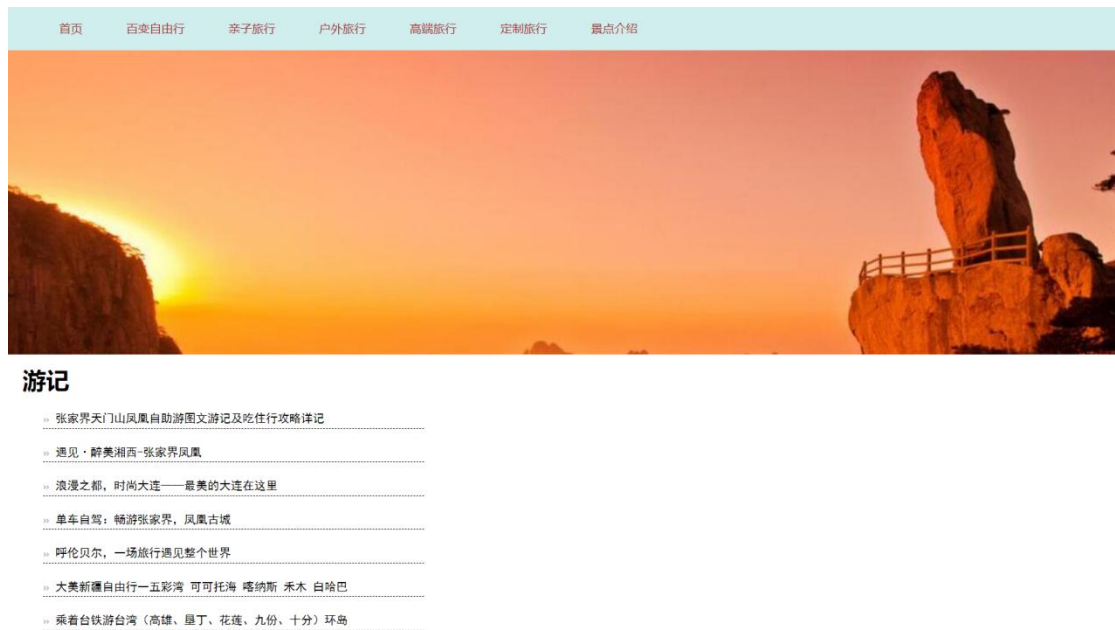 首页 百变自由行 亲子旅行 户外旅行 高端旅行 定制旅行 景点介绍
游记
» 张家界天门山凤凰自助游图文游记及吃住行攻略详记
» 遇见·醉美湘西-张家界凤凰
» 浪漫之都，时尚大连——最美的大连在这里
» 单车自驾：畅游张家界，凤凰古城
» 呼伦贝尔，一场旅行遇见整个世界
» 大美新疆自由行一五彩湾 可可托海 喀纳斯 禾木 白哈巴
» 乘着台铁游台湾（高雄、垦丁、花莲、九份、十分）环岛